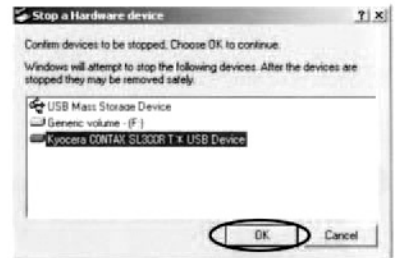 Stop a Hardware device
Confirm devices to be stopped, Choose OK to continue.
Windows will attempt to stop the following devices. After the devices are
stopped they may be removed safely.
USB Mass Storage Device
Generic volume - (F:)
Kyocera CONTAX SL300R T* USB Device
OK
Cancel